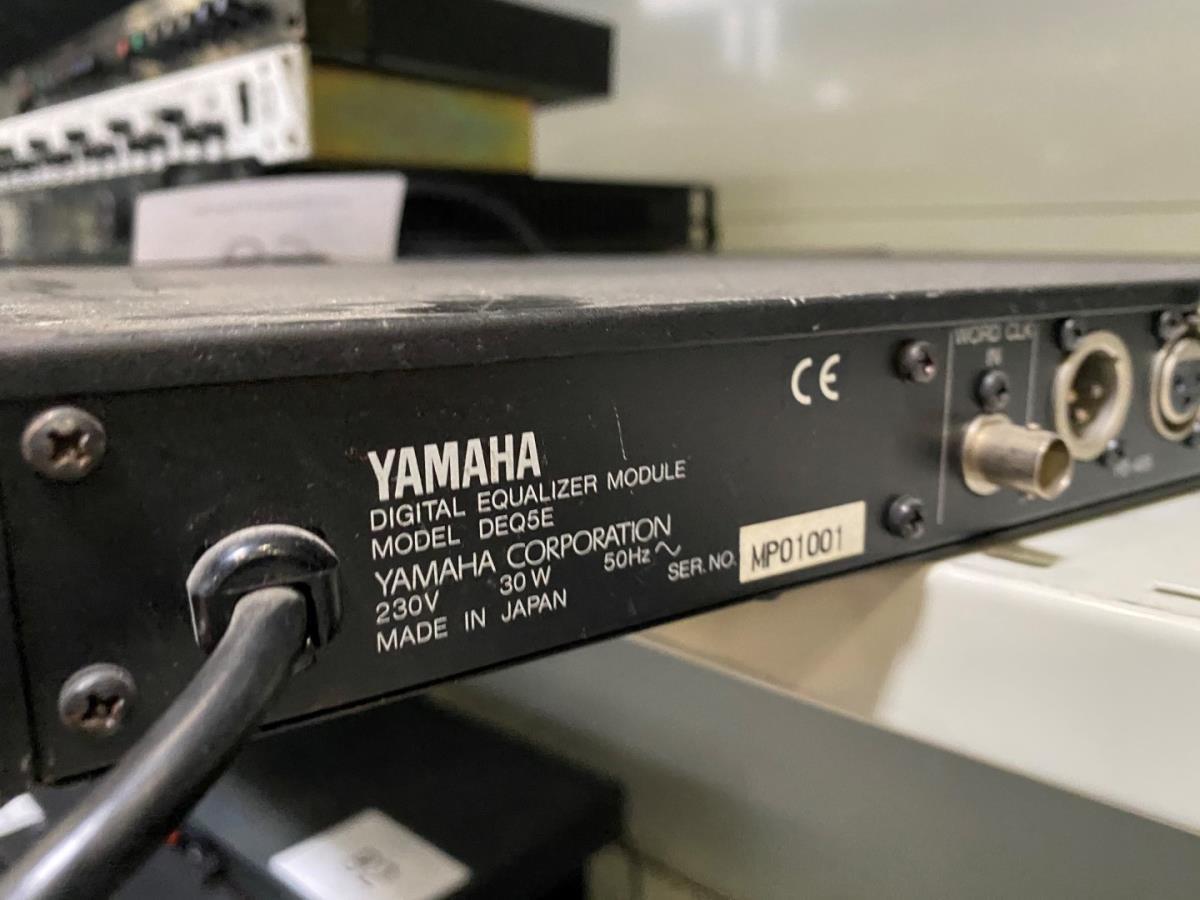 YAMAHA
DIGITAL EQUALIZER MODULE
MODEL DEQ5E
YAMAHA CORPORATION
230V 30W 50Hz
MADE IN JAPAN
SER. NO. MP01001
CE
WORD CLK
IN